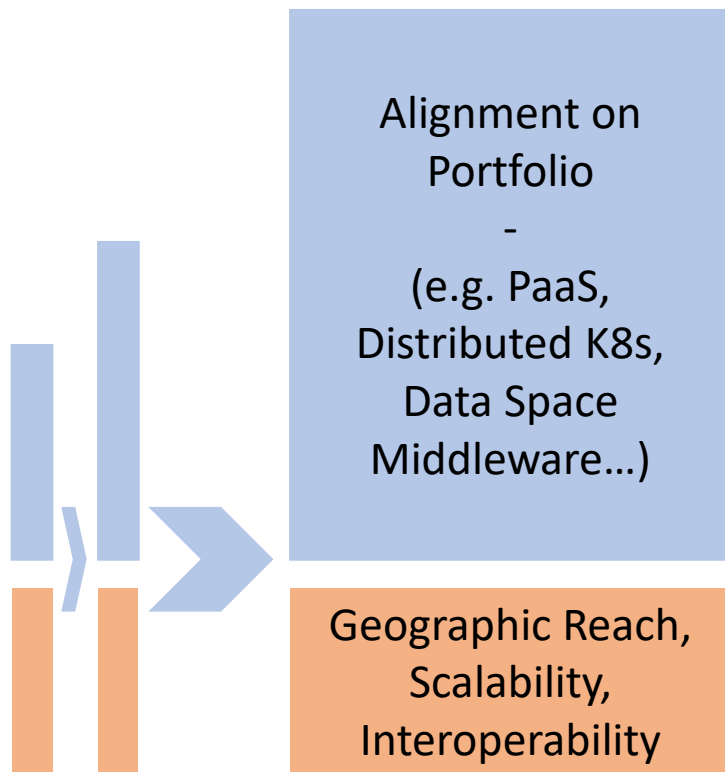 Alignment on
Portfolio
-
(e.g. PaaS,
Distributed K8s,
Data Space
Middleware…)
Geographic Reach,
Scalability,
Interoperability